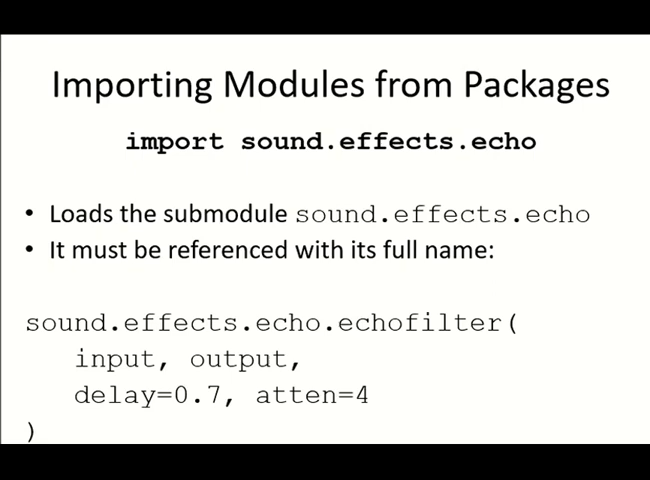 Importing Modules from Packages
import sound.effects.echo
• Loads the submodule sound.effects.echo
• It must be referenced with its full name:
sound.effects.echo.echofilter(
input, output,
delay=0.7, atten=4
)